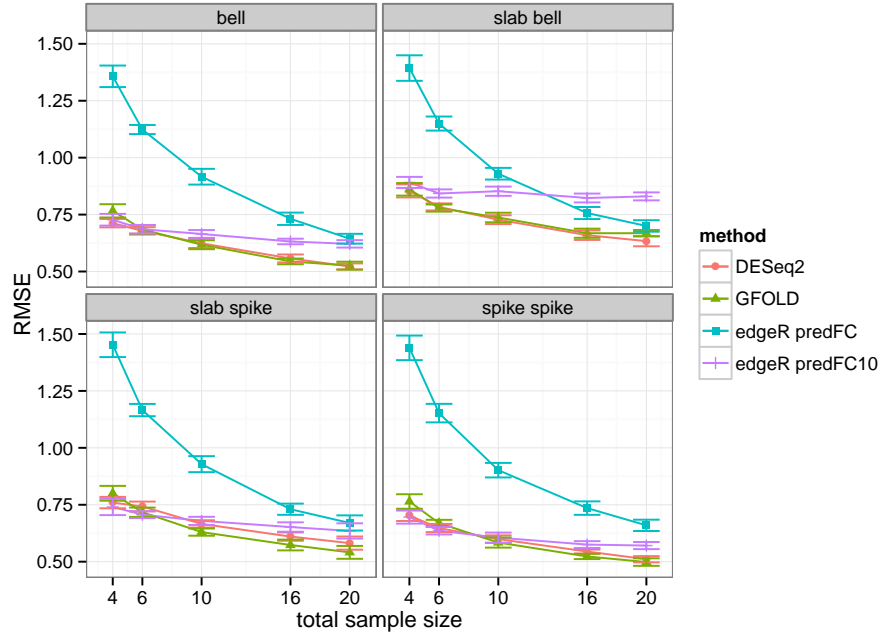 bell
slab bell
1.50
1.25
1.00
0.75
0.50
slab spike
spike spike
1.50
1.25
1.00
0.75
0.50
RMSE
4 6 10 16 20
4 6 10 16 20
total sample size
method
DESeq2
GFOLD
edgeR predFC
edgeR predFC10